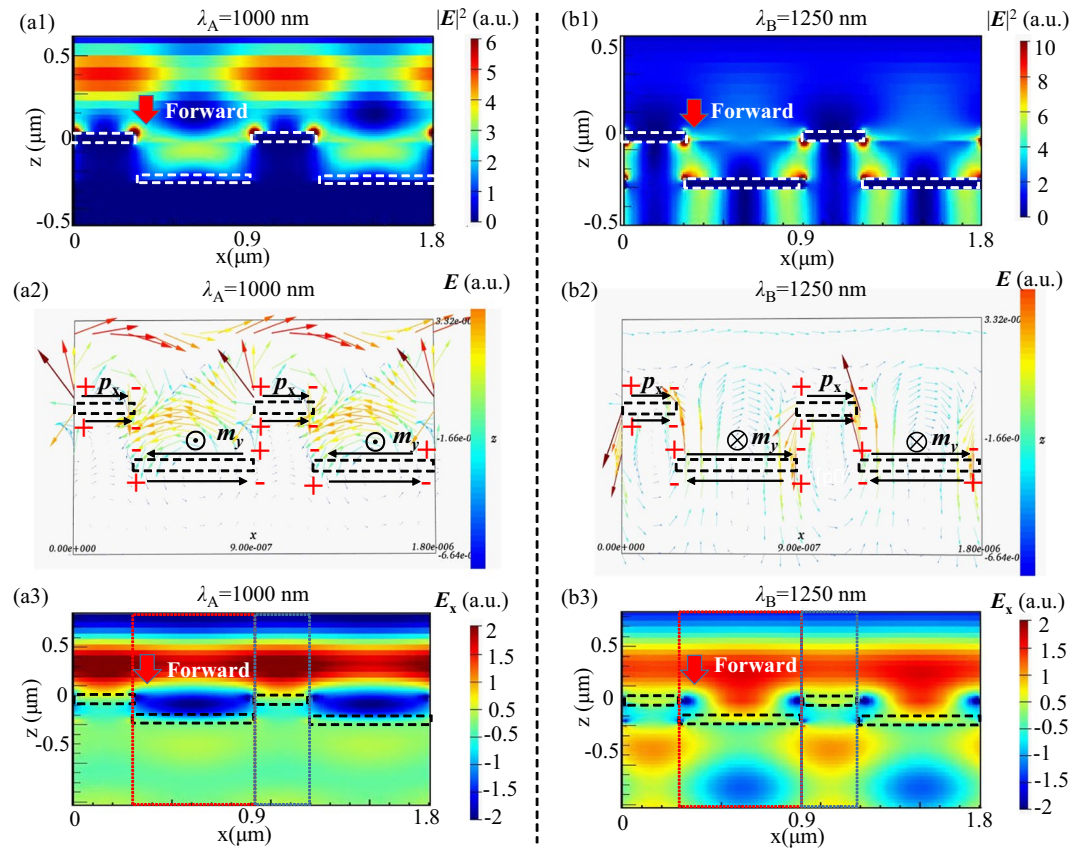 (a1) λA=1000 nm |E|² (a.u.)
0.5
0
-0.5
z (μm)
Forward
0 0.9 1.8
x(μm)
6
5
4
3
2
1
0
(b1) λB=1250 nm |E|² (a.u.)
0.5
0
-0.5
z (μm)
Forward
0 0.9 1.8
x(μm)
10
8
6
4
2
0
(a2) λA=1000 nm E (a.u.)
3.32e-0
+ px - + px -
+ - + -
- ⊙ my + - ⊙ my +
+ - + -
-1.66e-0
z
x
0.00e+000 9.00e-007 1.80e-006
-6.64e-0
(b2) λB=1250 nm E (a.u.)
3.32e-0
+ px - + px -
+ - + -
- ⊗ my + + ⊗ my -
- + - +
-1.66e-0
z
x
0.00e+000 9.00e-007 1.80e-006
-6.64e-0
(a3) λA=1000 nm Ex (a.u.)
0.5
0
-0.5
z (μm)
Forward
0 0.9 1.8
x(μm)
2
1.5
1
0.5
0
-0.5
-1
-1.5
-2
(b3) λB=1250 nm Ex (a.u.)
0.5
0
-0.5
z (μm)
Forward
0 0.9 1.8
x(μm)
2
1.5
1
0.5
0
-0.5
-1
-1.5
-2